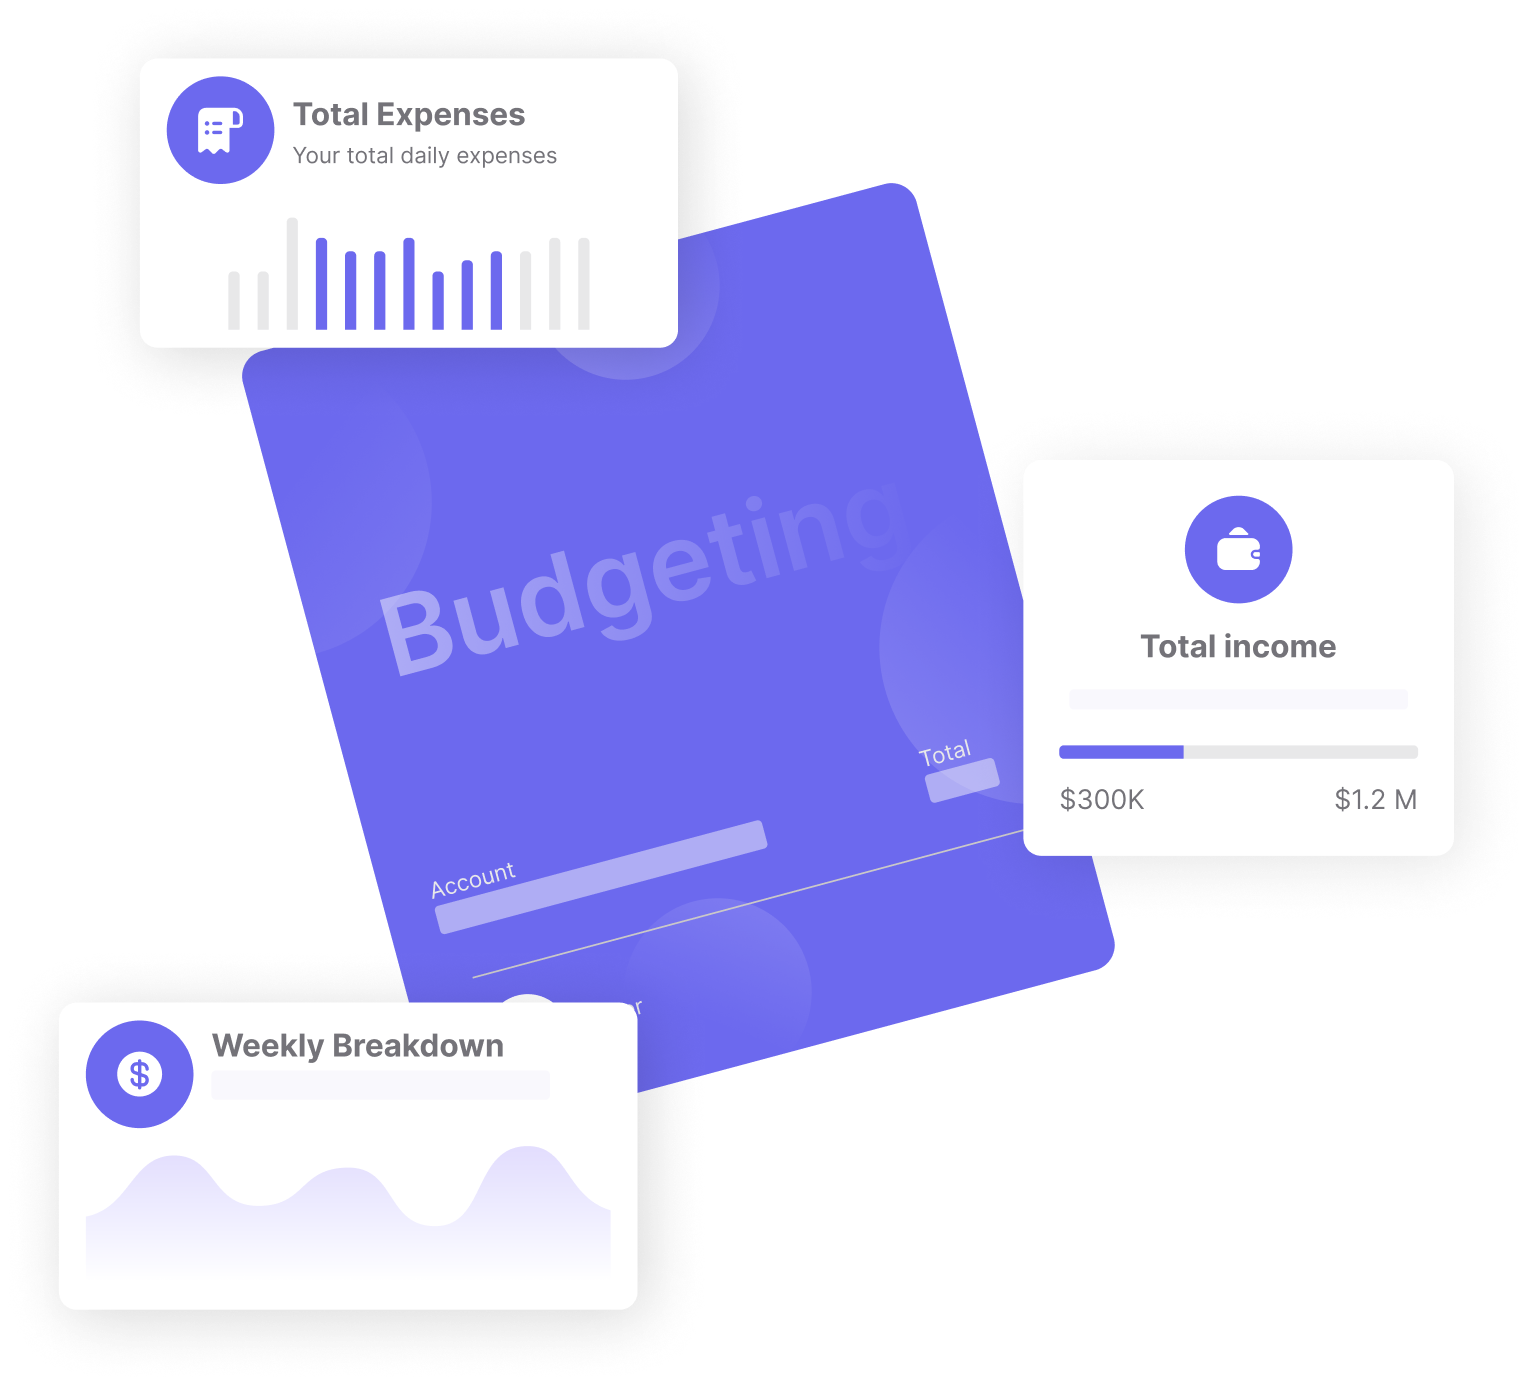 Total Expenses
Your total daily expenses
Budgeting
Total income
$300K
$1.2 M
Total
Account
Weekly Breakdown
$